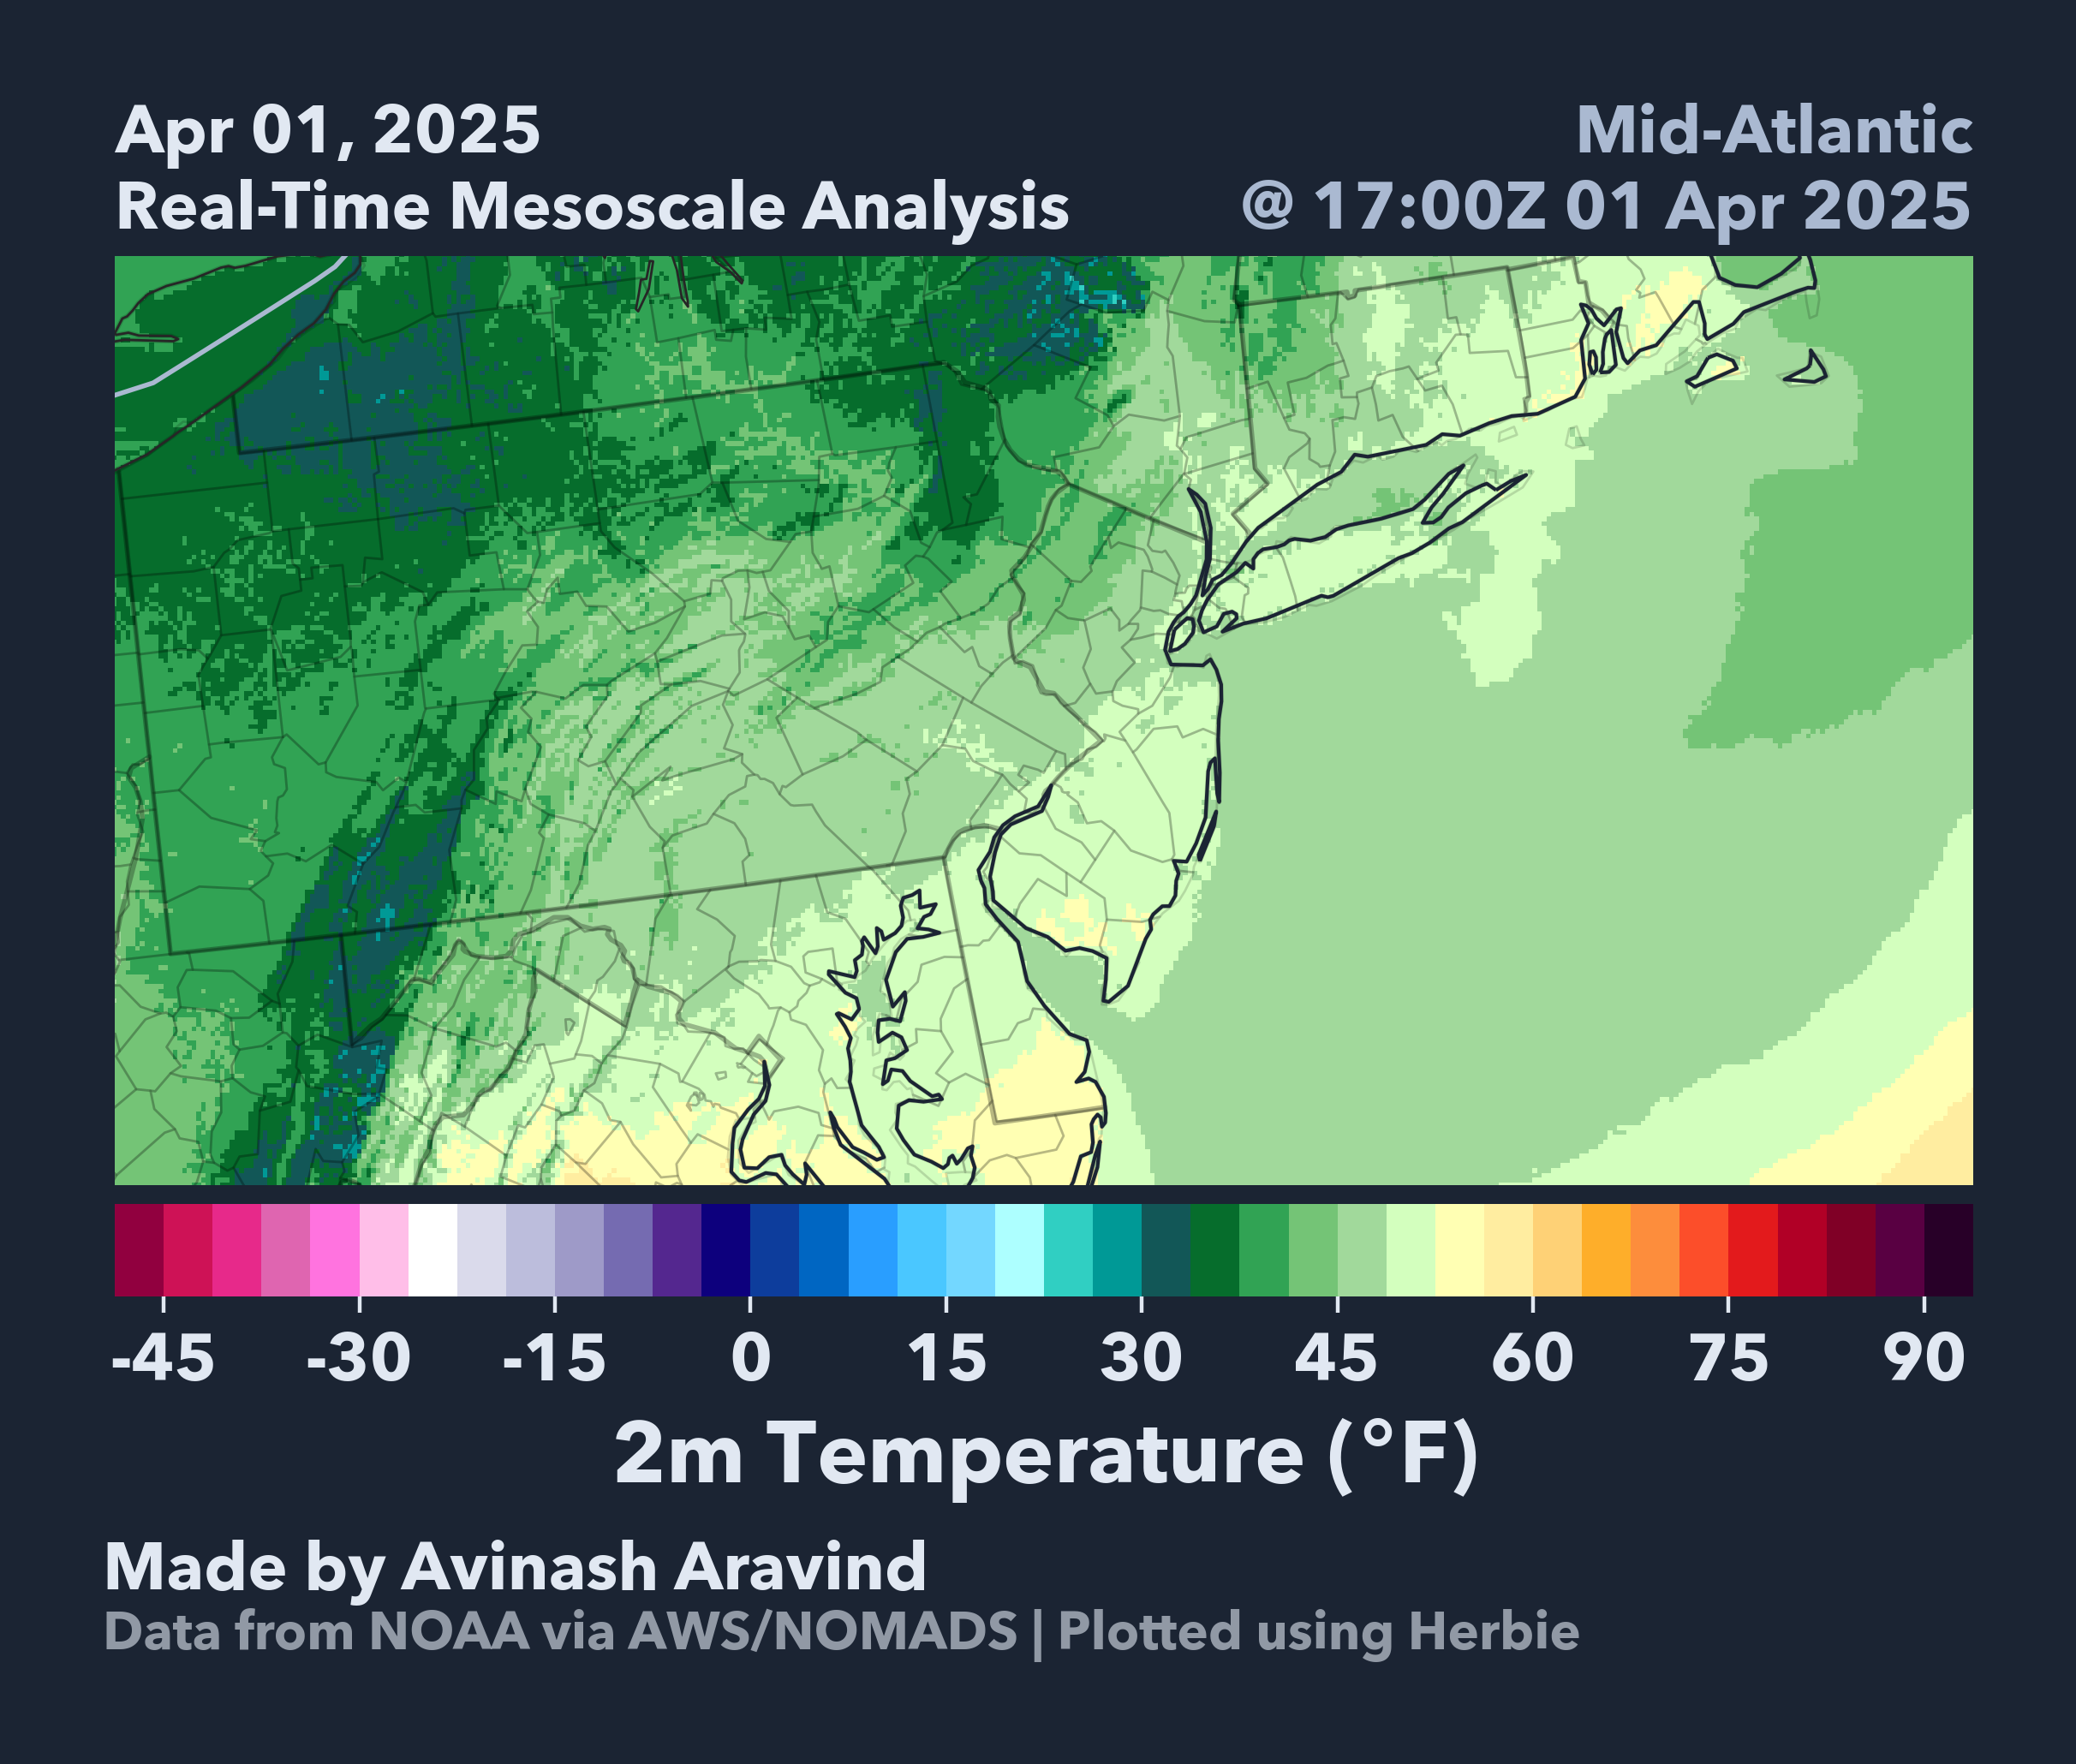 Apr 01, 2025
Mid-Atlantic
Real-Time Mesoscale Analysis
@ 17:00Z 01 Apr 2025
-45 -30 -15 0 15 30 45 60 75 90
2m Temperature (°F)
Made by Avinash Aravind
Data from NOAA via AWS/NOMADS | Plotted using Herbie